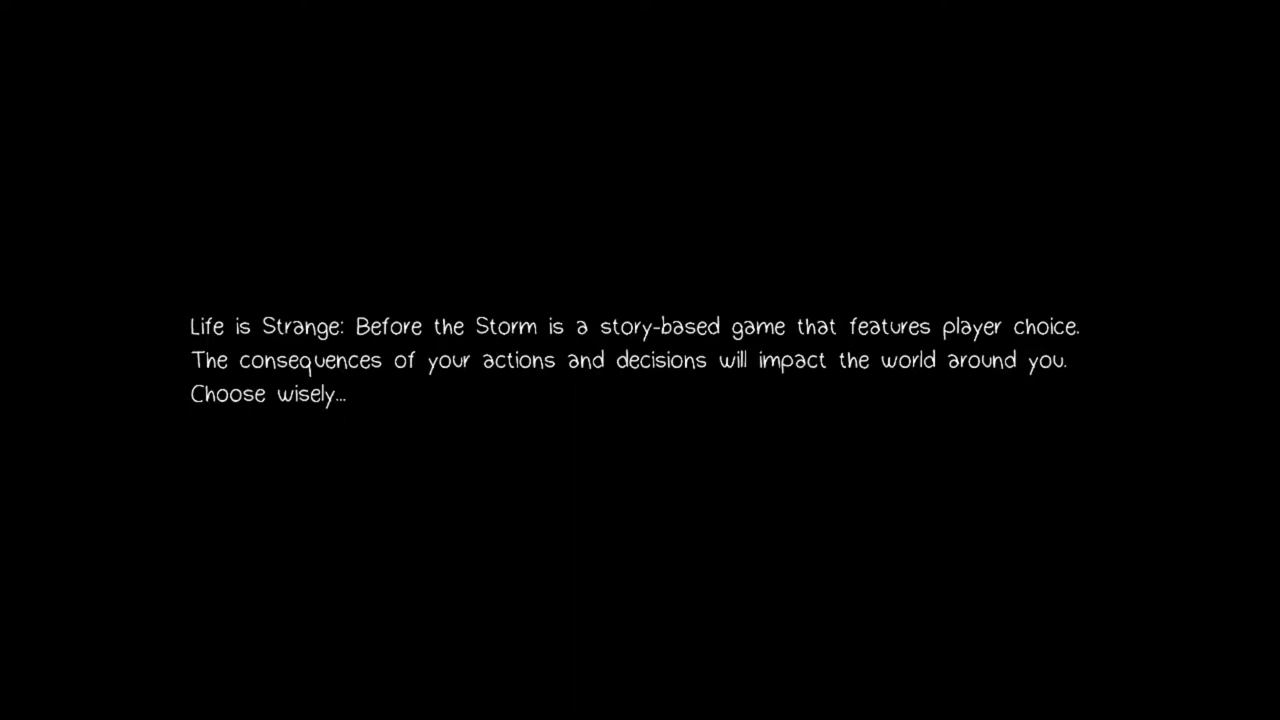 Life is Strange: Before the Storm is a story-based game that features player choice.
The consequences of your actions and decisions will impact the world around you.
Choose wisely...